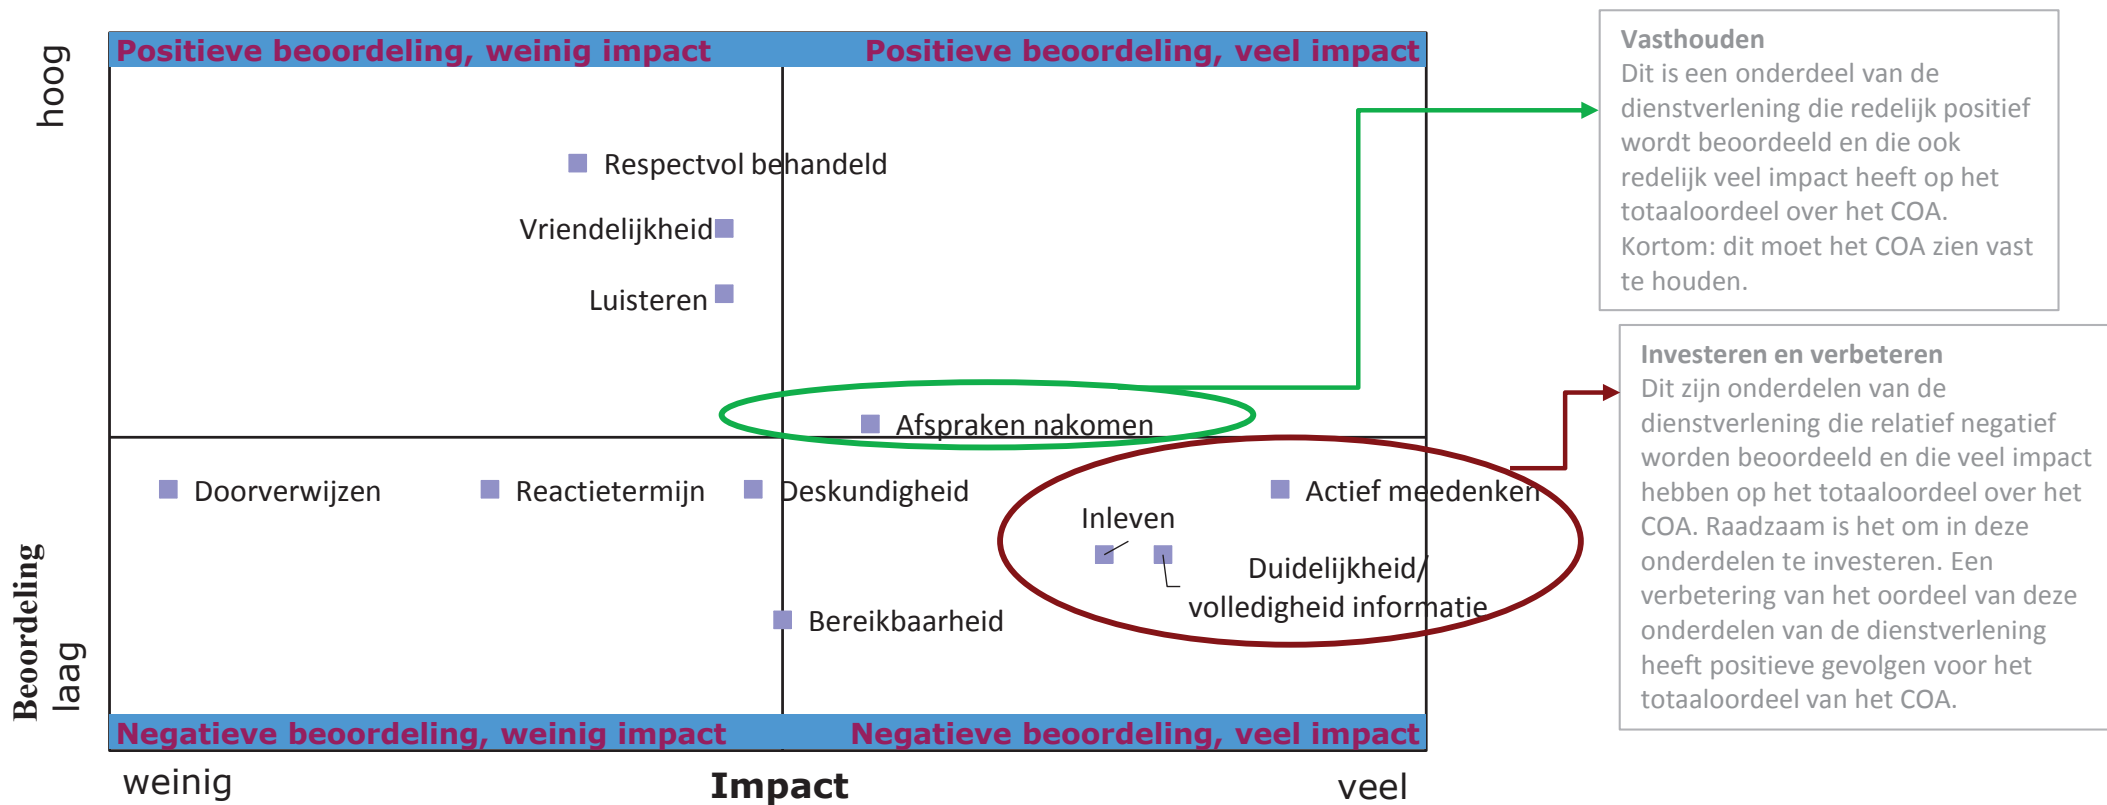 hoog
Positieve beoordeling, weinig impact
Positieve beoordeling, veel impact
Respectvol behandeld
Vriendelijkheid
Luisteren
Afspraken nakomen
Doorverwijzen
Reactietermijn
Deskundigheid
Actief meedenken
Inleven
Duidelijkheid/
volledigheid informatie
Bereikbaarheid
Beoordeling
laag
Negatieve beoordeling, weinig impact
Negatieve beoordeling, veel impact
weinig
Impact
veel
Vasthouden
Dit is een onderdeel van de
dienstverlening die redelijk positief
wordt beoordeeld en die ook
redelijk veel impact heeft op het
totaaloordeel over het COA.
Kortom: dit moet het COA zien vast
te houden.
Investeren en verbeteren
Dit zijn onderdelen van de
dienstverlening die relatief negatief
worden beoordeeld en die veel impact
hebben op het totaaloordeel over het
COA. Raadzaam is het om in deze
onderdelen te investeren. Een
verbetering van het oordeel van deze
onderdelen van de dienstverlening
heeft positieve gevolgen voor het
totaaloordeel van het COA.